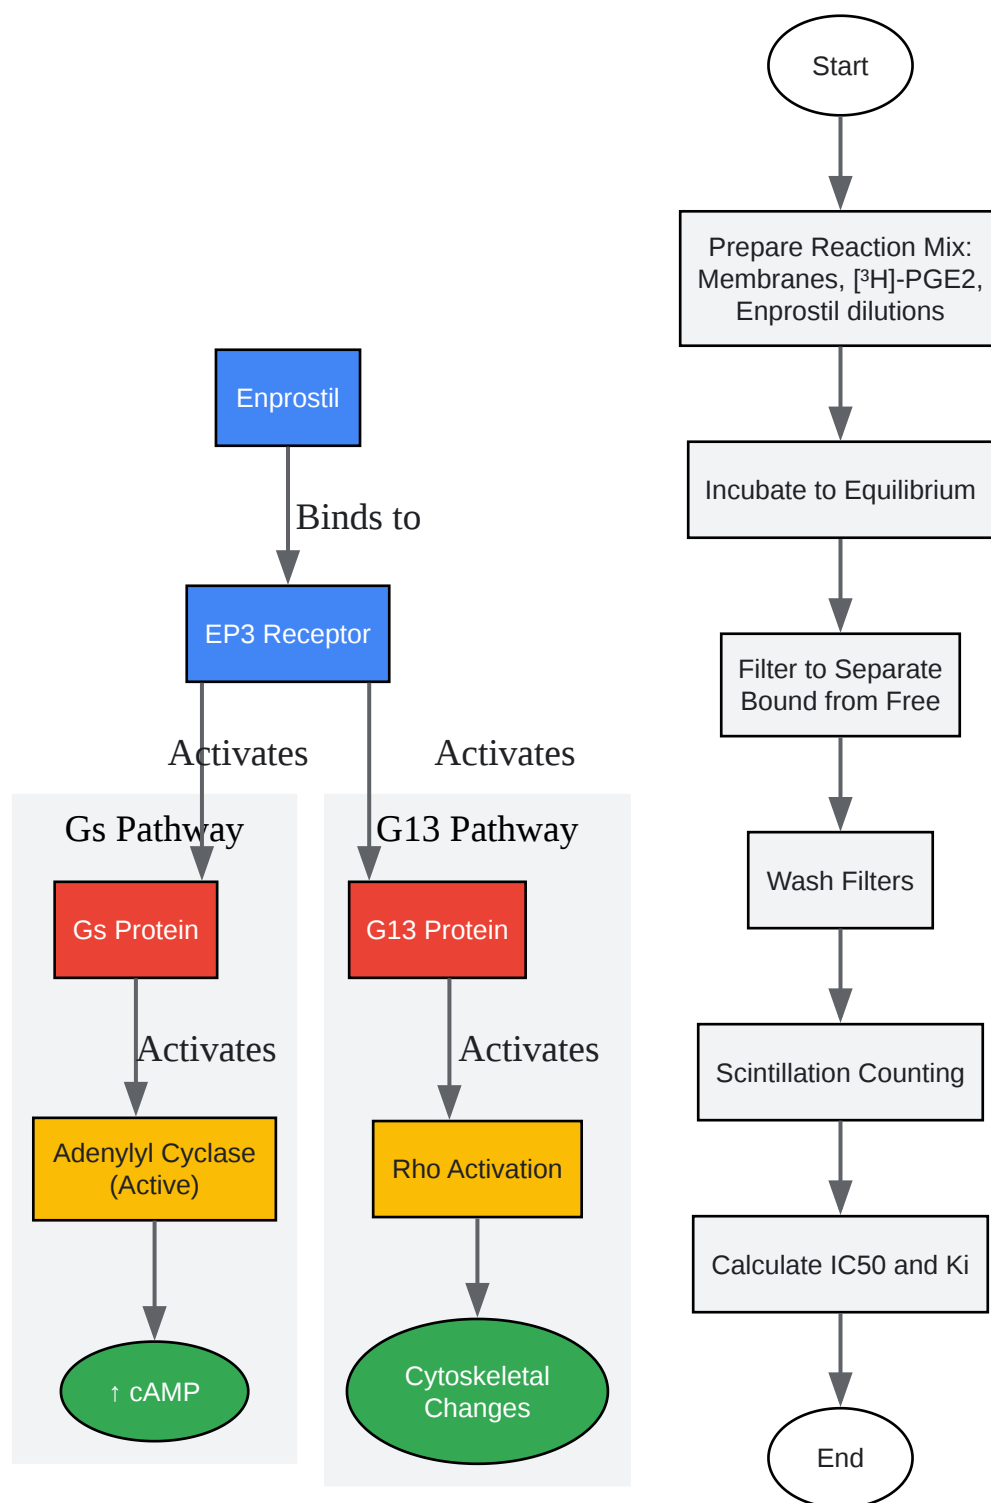 Enprostil
Binds to
EP3 Receptor
Activates
Activates
Gs Pathway
G13 Pathway
Gs Protein
G13 Protein
Activates
Activates
Adenylyl Cyclase
(Active)
Rho Activation
↑ cAMP
Cytoskeletal
Changes
Start
Prepare Reaction Mix:
Membranes, [³H]-PGE2,
Enprostil dilutions
Incubate to Equilibrium
Filter to Separate
Bound from Free
Wash Filters
Scintillation Counting
Calculate IC50 and Ki
End